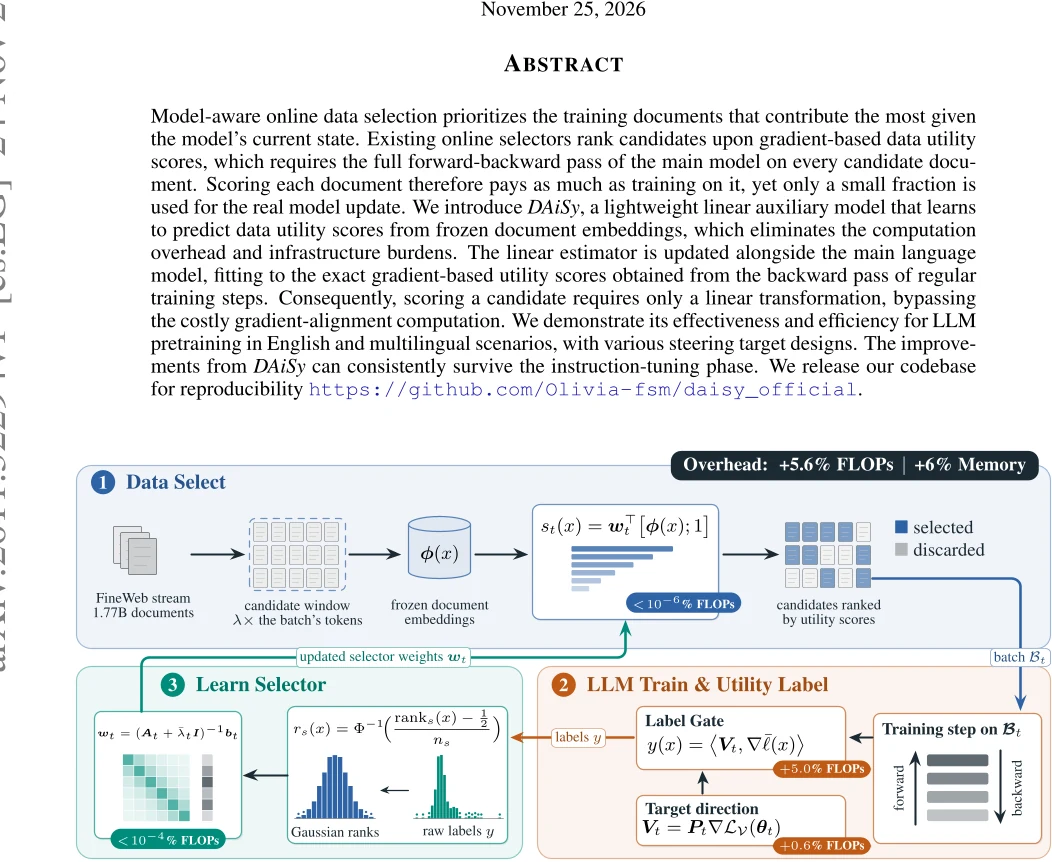 November 25, 2026
ABSTRACT
Model-aware online data selection prioritizes the training documents that contribute the most given
the model's current state. Existing online selectors rank candidates upon gradient-based data utility
scores, which requires the full forward-backward pass of the main model on every candidate docu-
ment. Scoring each document therefore pays as much as training on it, yet only a small fraction is
used for the real model update. We introduce DAiSy, a lightweight linear auxiliary model that learns
to predict data utility scores from frozen document embeddings, which eliminates the computation
overhead and infrastructure burdens. The linear estimator is updated alongside the main language
model, fitting to the exact gradient-based utility scores obtained from the backward pass of regular
training steps. Consequently, scoring a candidate requires only a linear transformation, bypassing
the costly gradient-alignment computation. We demonstrate its effectiveness and efficiency for LLM
pretraining in English and multilingual scenarios, with various steering target designs. The improve-
ments from DAiSy can consistently survive the instruction-tuning phase. We release our codebase
for reproducibility https://github.com/Olivia-fsm/daisy_official.
Overhead: +5.6% FLOPs | +6% Memory
1 Data Select
FineWeb stream
1.77B documents
candidate window
λ× the batch's tokens
ϕ(x)
frozen document
embeddings
s_t(x) = w_t^⊤ [ϕ(x); 1]
<10^−6% FLOPs
selected
discarded
candidates ranked
by utility scores
updated selector weights w_t
batch B_t
3 Learn Selector
w_t = (A_t + λ̄_t I)^−1 b_t
<10^−4% FLOPs
r_s(x) = Φ^−1( (rank_s(x) − 1/2) / n_s )
Gaussian ranks
raw labels y
labels y
2 LLM Train & Utility Label
Label Gate
y(x) = ⟨V_t, ∇ℓ̄(x)⟩
+5.0% FLOPs
Target direction
V_t = P_t∇L_V(θ_t)
+0.6% FLOPs
Training step on B_t
forward
backward